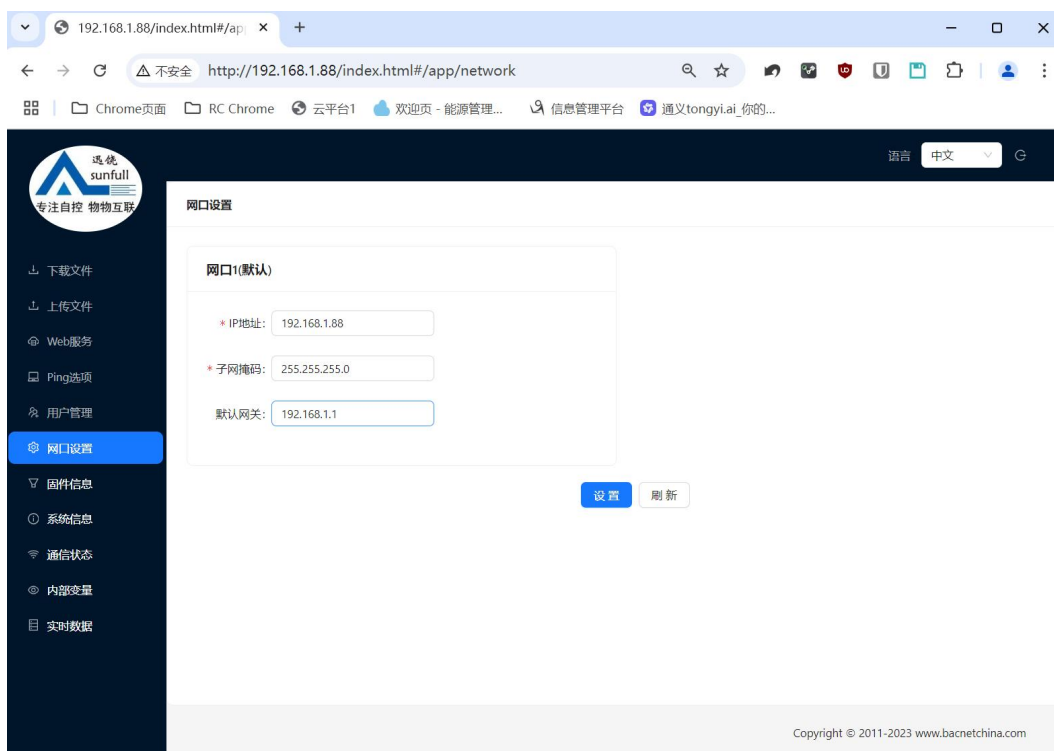 192.168.1.88/index.html#/ap
不安全 http://192.168.1.88/index.html#/app/network
Chrome页面 RC Chrome 云平台1 欢迎页 - 能源管理... 信息管理平台 通义tongyi.ai_你的...
迅饶
sunfull
专注自控 物物互联
语言 中文
网口设置
下载文件
上传文件
Web服务
Ping选项
用户管理
网口设置
固件信息
系统信息
通信状态
内部变量
实时数据
网口1(默认)
* IP地址: 192.168.1.88
* 子网掩码: 255.255.255.0
默认网关: 192.168.1.1
设置 刷新
Copyright © 2011-2023 www.bacnetchina.com